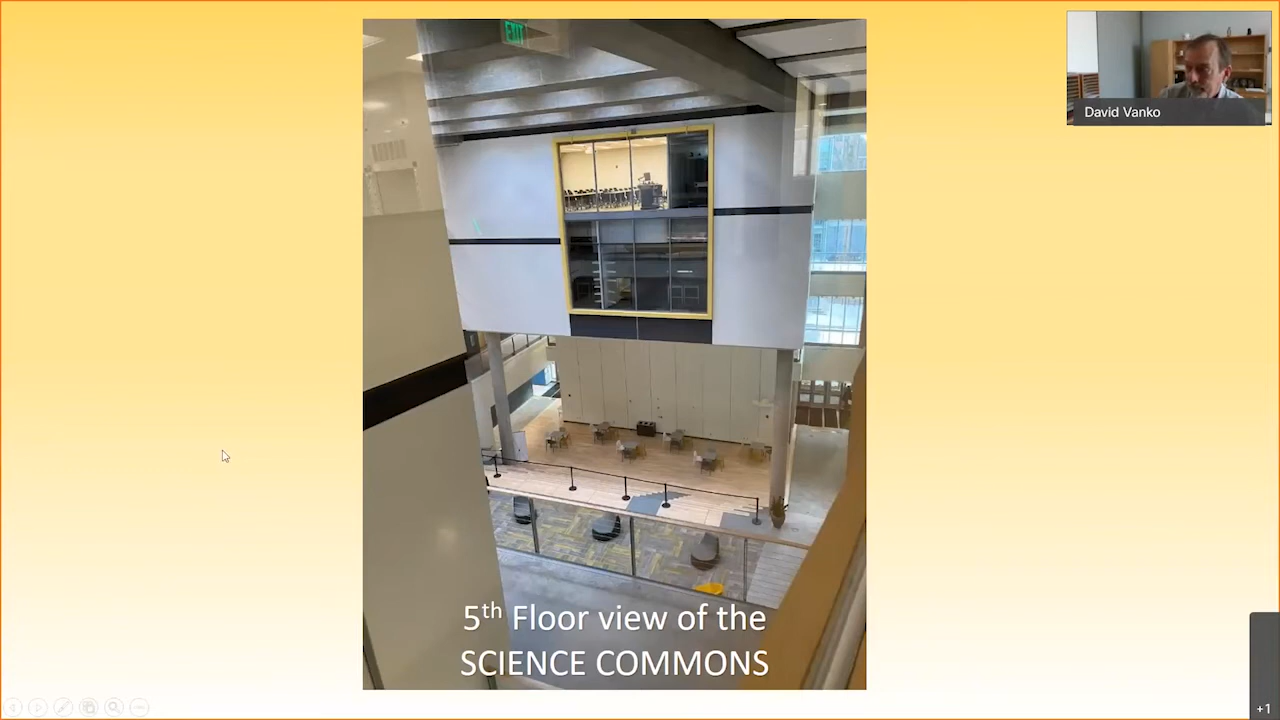 EXIT
David Vanko
5th Floor view of the
SCIENCE COMMONS
+1